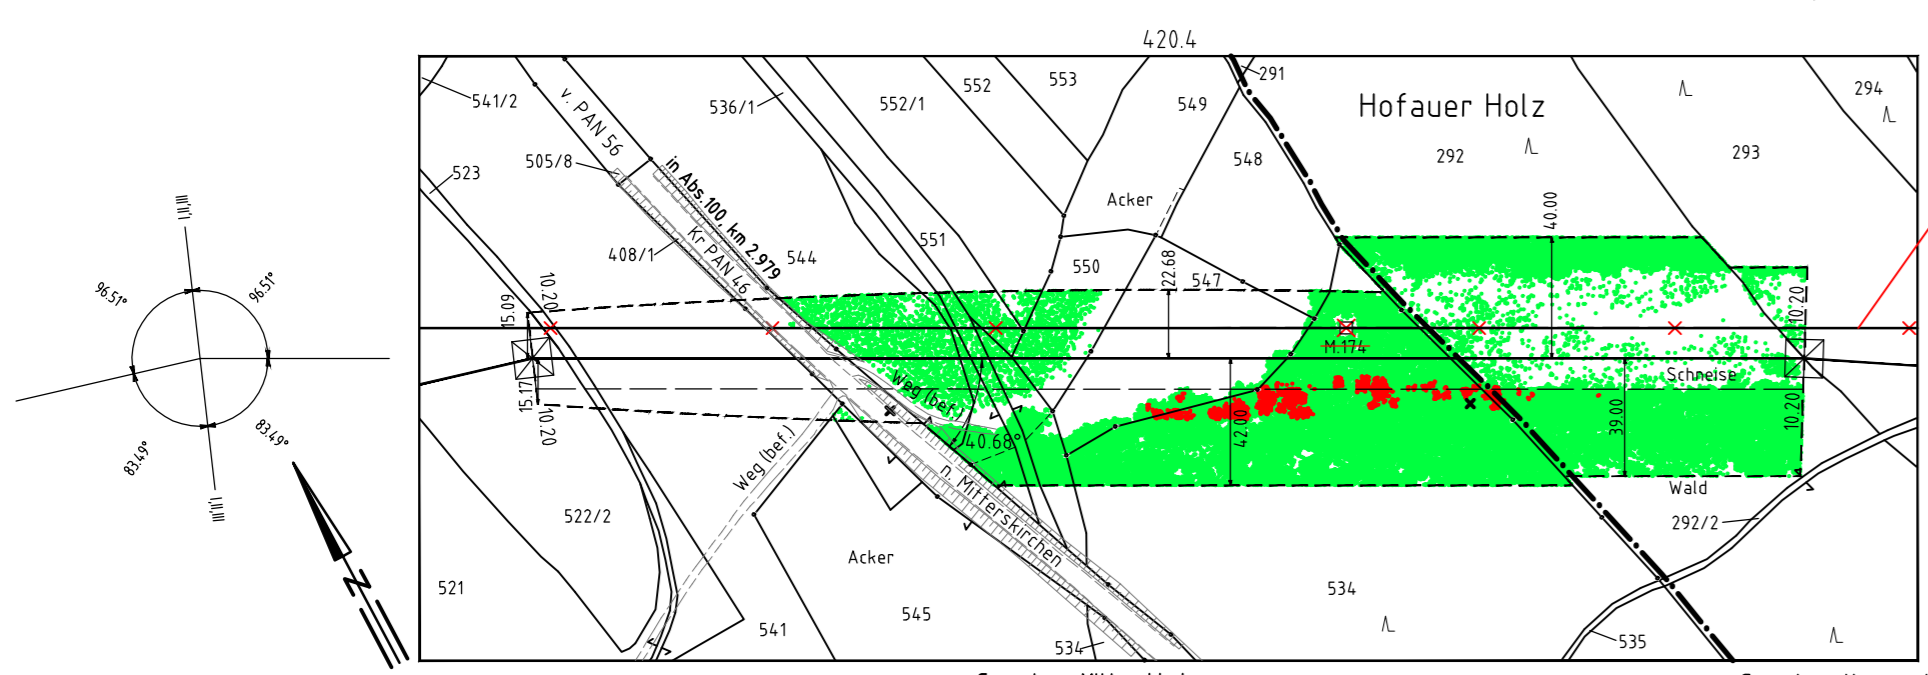 420.4
541/2
v. PAN 56
536/1
552/1
552
553
291
549
Hofauer Holz
294
523
505/8
in Abs.100, km 2.979
548
292
293
Acker
III',II',I'
408/1
Kr PAN 46
544
551
550
22.68
547
40.00
96.51°
96.51°
15.09
10.20
10.20
M.174
Schneise
15.17
10.20
Weg (bef.)
10.20
83.49°
83.49°
Weg (bef.)
40.68°
42.00
39.00
I,II,III
n. Mitterskirchen
Wald
522/2
292/2
N
Acker
521
545
534
541
534
535